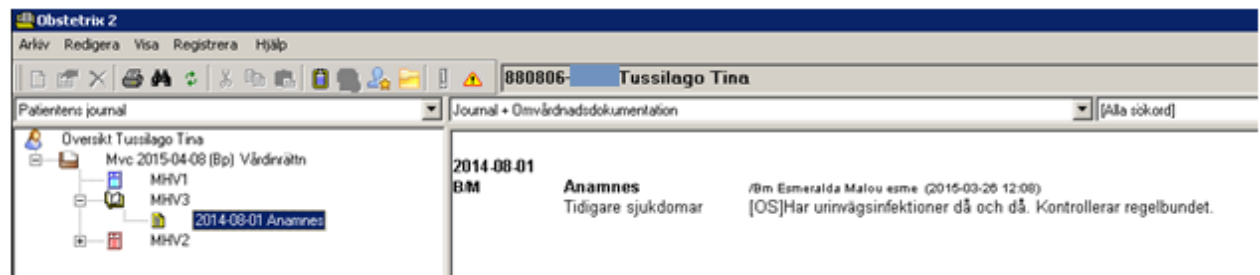 Obstetrix 2
Arkiv Redigera Visa Registrera Hjälp
880806- Tussilago Tina
Patientens journal
Journal + Omvårdnadsdokumentation
[Alla sökord]
Översikt Tussilago Tina
Mvc 2015-04-08 (Bp) Vårdinrättn
MHV1
MHV3
2014-08-01 Anamnes
MHV2
2014-08-01
B/M Anamnes /Bm Esmeralda Malou esme (2015-03-26 12:08)
Tidigare sjukdomar [OS]Har urinvägsinfektioner då och då. Kontrollerar regelbundet.